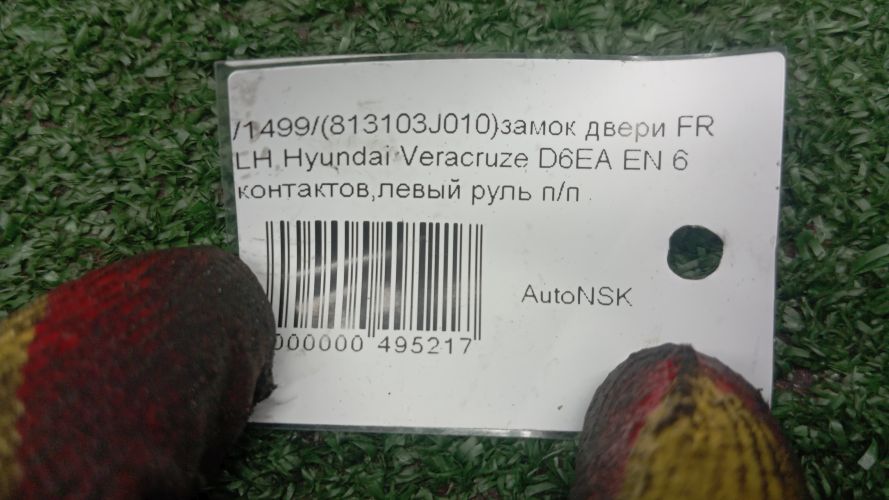 /1499/(813103J010)замок двери FR
LH,Hyundai Veracruze D6EA EN 6
контактов,левый руль п/п
AutoNSK
000000 495217